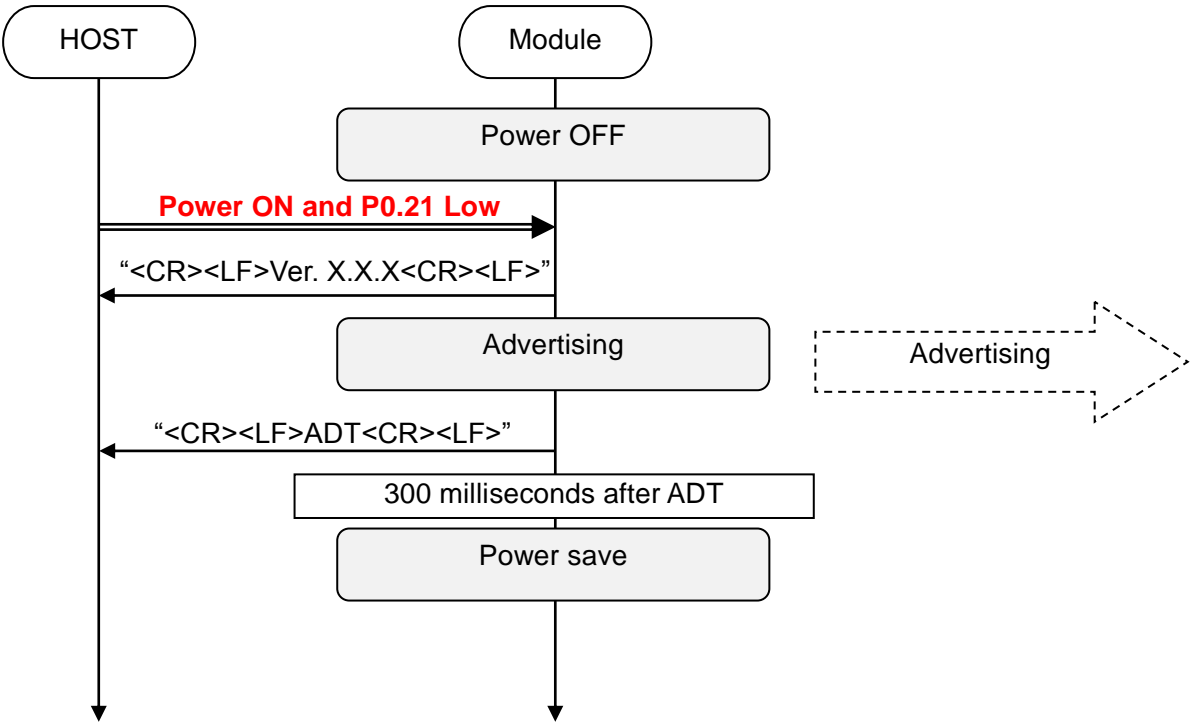 HOST
Module
Power OFF
Power ON and P0.21 Low
“<CR><LF>Ver. X.X.X<CR><LF>”
Advertising
Advertising
“<CR><LF>ADT<CR><LF>”
300 milliseconds after ADT
Power save